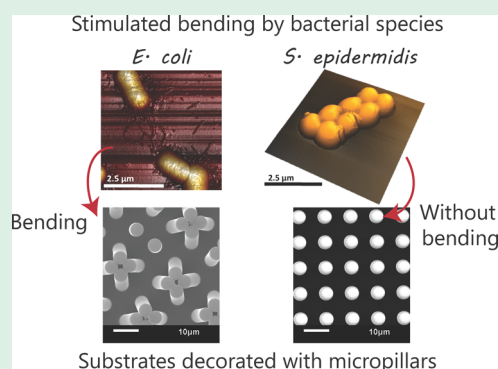 Stimulated bending by bacterial species
E. coli
S. epidermidis
2.5 µm
2.5 µm
Bending
Without
bending
10µm
10µm
Substrates decorated with micropillars